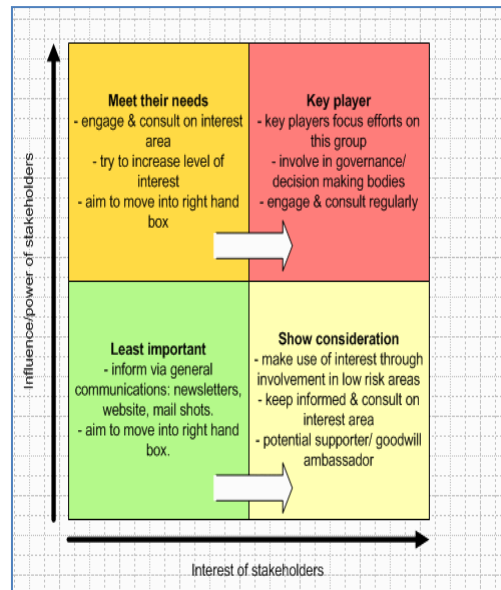 Influence/power of stakeholders
Meet their needs
- engage & consult on interest
area
- try to increase level of
interest
- aim to move into right hand
box
Key player
- key players focus efforts on
this group
- involve in governance/
decision making bodies
- engage & consult regularly
Least important
- inform via general
communications: newsletters,
website, mail shots.
- aim to move into right hand
box.
Show consideration
- make use of interest through
involvement in low risk areas
- keep informed & consult on
interest area
- potential supporter/ goodwill
ambassador
Interest of stakeholders